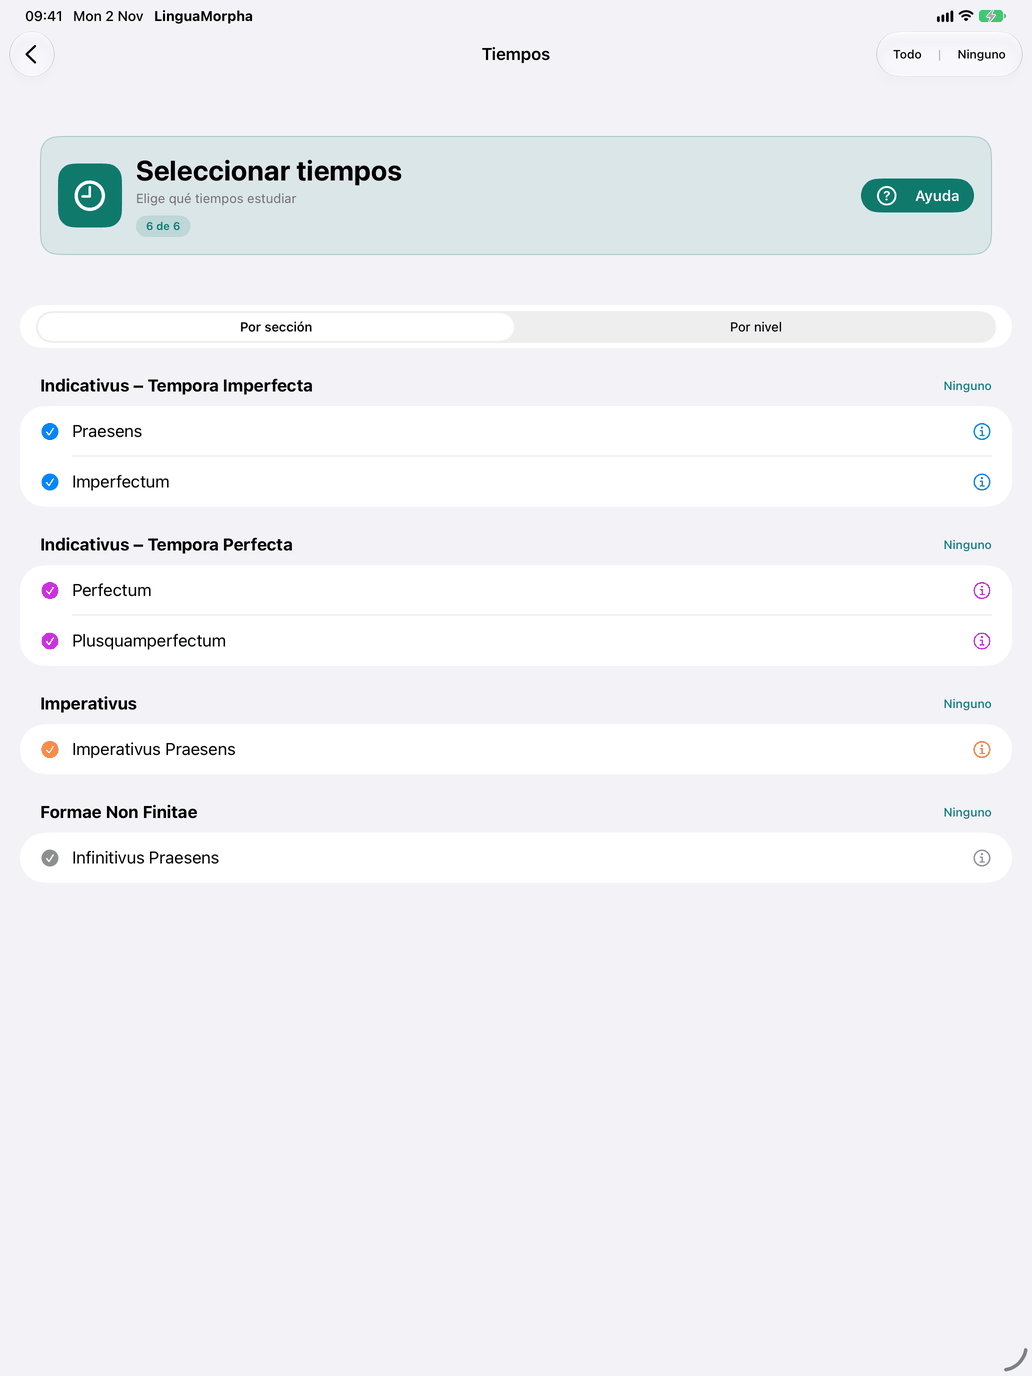 09:41 Mon 2 Nov LinguaMorpha
Tiempos
Todo | Ninguno
Seleccionar tiempos
Elige qué tiempos estudiar
6 de 6
Ayuda
Por sección
Por nivel
Indicativus – Tempora Imperfecta
Ninguno
Praesens
Imperfectum
Indicativus – Tempora Perfecta
Ninguno
Perfectum
Plusquamperfectum
Imperativus
Ninguno
Imperativus Praesens
Formae Non Finitae
Ninguno
Infinitivus Praesens